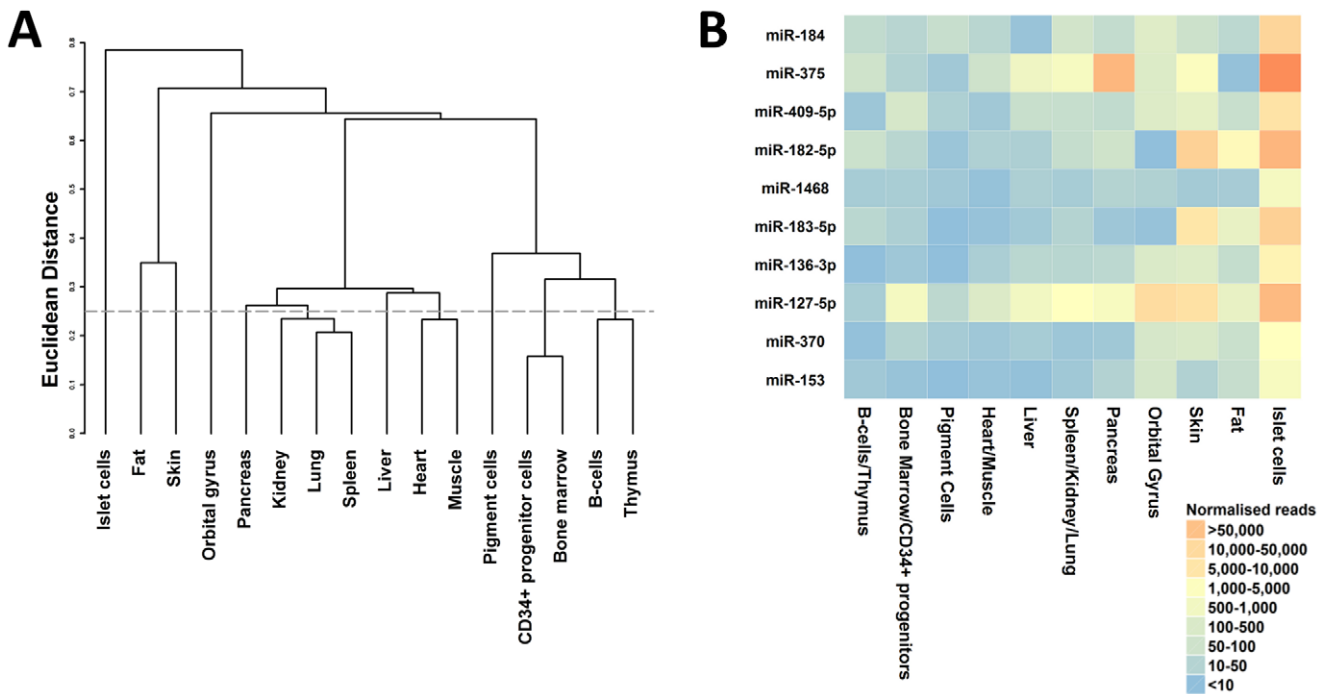 A
Euclidean Distance
0.8
0.7
0.6
0.5
0.4
0.3
0.2
0.1
0.0
Islet cells
Fat
Skin
Orbital gyrus
Pancreas
Kidney
Lung
Spleen
Liver
Heart
Muscle
Pigment cells
CD34+ progenitor cells
Bone marrow
B-cells
Thymus
B
miR-184
miR-375
miR-409-5p
miR-182-5p
miR-1468
miR-183-5p
miR-136-3p
miR-127-5p
miR-370
miR-153
B-cells/Thymus
Bone Marrow/CD34+ progenitors
Pigment Cells
Heart/Muscle
Liver
Spleen/Kidney/Lung
Pancreas
Orbital Gyrus
Skin
Fat
Islet cells
Normalised reads
>50,000
10,000-50,000
5,000-10,000
1,000-5,000
500-1,000
100-500
50-100
10-50
<10